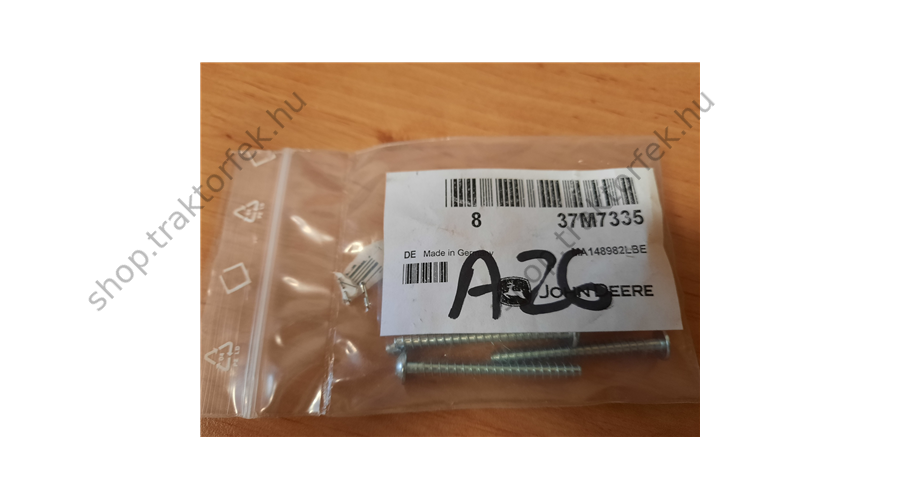 8 37M7335
DE Made in Germany MA148982LBE
A26
JOHN DEERE
shop.traktorfek.hu
shop.traktorfek.hu